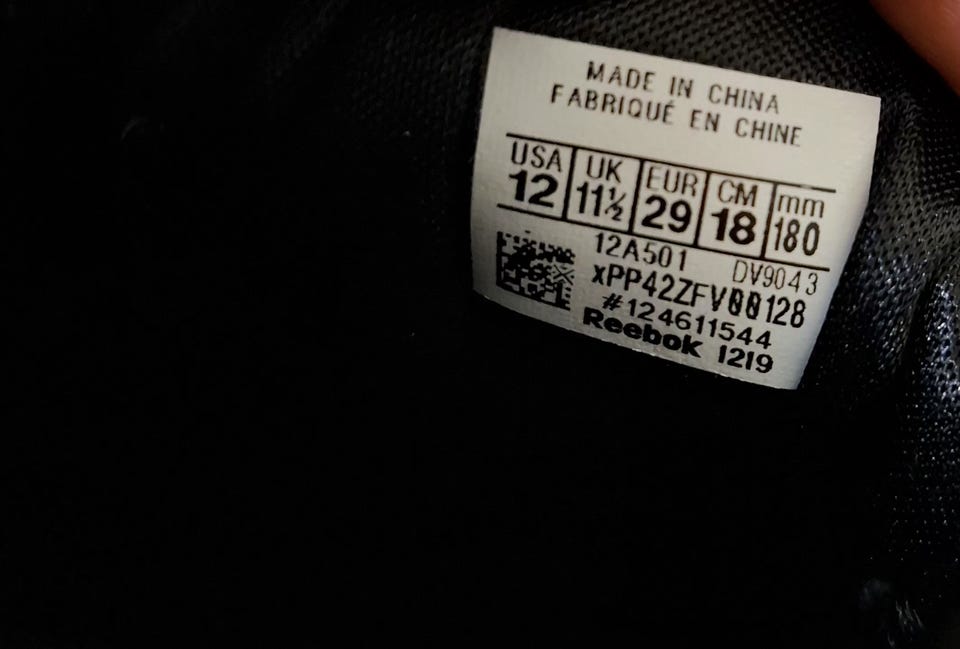 MADE IN CHINA
FABRIQUÉ EN CHINE
USA UK EUR CM mm
12 11½ 29 18 180
12A501 DV9043
xPP42ZFV00128
#124611544
Reebok 1219